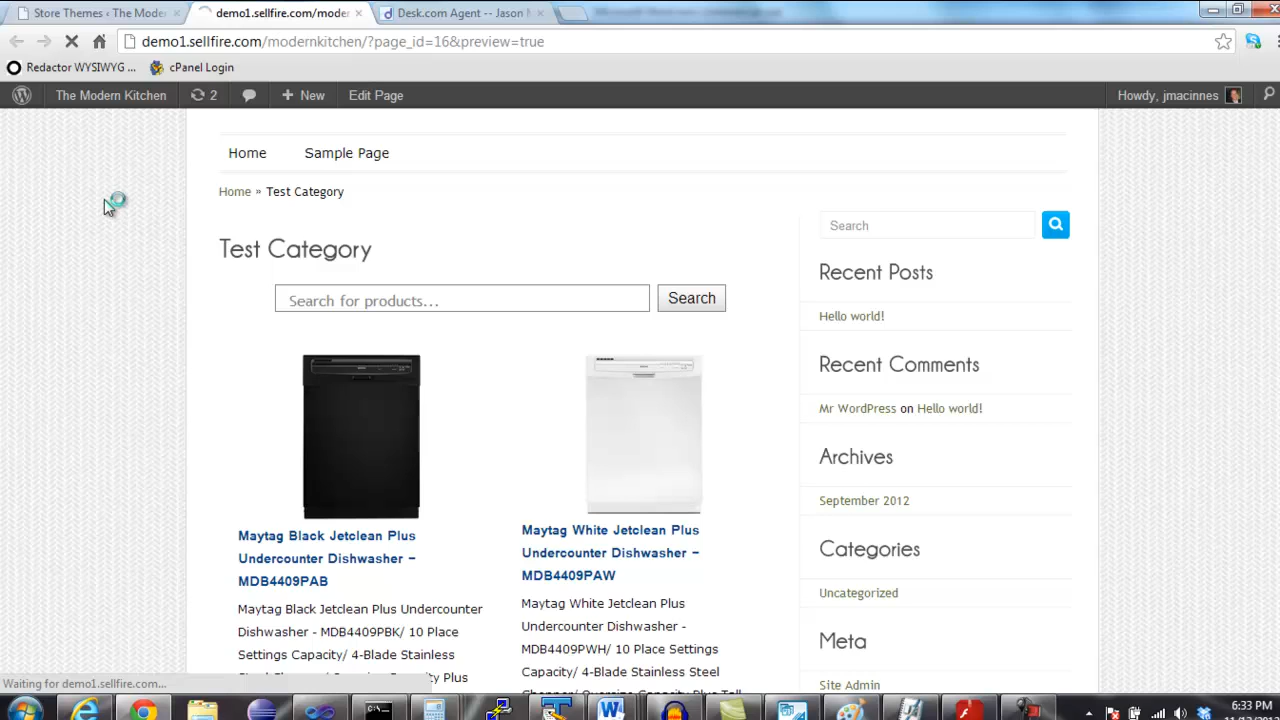 Store Themes ‹ The Modern
demo1.sellfire.com/moder
Desk.com Agent -- Jason M
demo1.sellfire.com/modernkitchen/?page_id=16&preview=true
Redactor WYSIWYG ...
cPanel Login
The Modern Kitchen
2
+ New
Edit Page
Howdy, jmacinnes
Home
Sample Page
Home » Test Category
Search
Test Category
Recent Posts
Search for products...
Search
Hello world!
Recent Comments
Mr WordPress on Hello world!
Archives
September 2012
Categories
Uncategorized
Meta
Site Admin
Maytag Black Jetclean Plus
Undercounter Dishwasher –
MDB4409PAB
Maytag Black Jetclean Plus Undercounter
Dishwasher - MDB4409PBK/ 10 Place
Settings Capacity/ 4-Blade Stainless
Maytag White Jetclean Plus
Undercounter Dishwasher –
MDB4409PAW
Maytag White Jetclean Plus
Undercounter Dishwasher -
MDB4409PWH/ 10 Place Settings
Capacity/ 4-Blade Stainless Steel
Waiting for demo1.sellfire.com...
6:33 PM